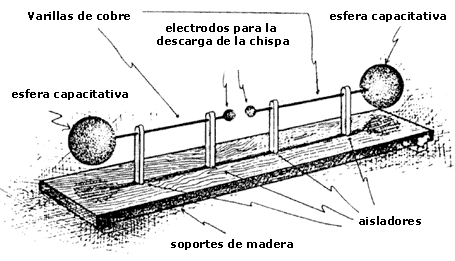 Varillas de cobre
electrodos para la
descarga de la chispa
esfera capacitativa
esfera capacitativa
aisladores
soportes de madera